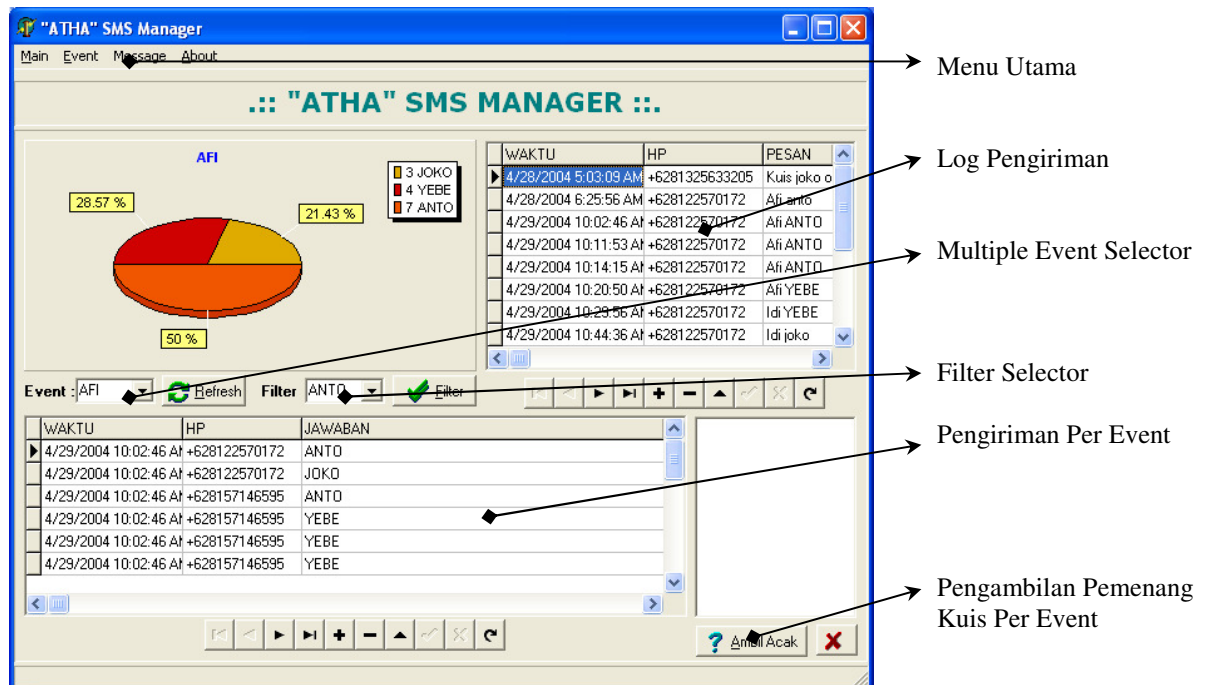 "ATHA" SMS Manager
Main Event Message About
.:: "ATHA" SMS MANAGER ::.
AFI
3 JOKO
4 YEBE
7 ANTO
28.57 %
21.43 %
50 %
WAKTU HP PESAN
4/28/2004 5:03:09 AM +6281325633205 Kuis joko o
4/28/2004 6:25:56 AM +628122570172 Afi anto
4/29/2004 10:02:46 AM +628122570172 Afi ANTO
4/29/2004 10:11:53 AM +628122570172 Afi ANTO
4/29/2004 10:14:15 AM +628122570172 Afi ANTO
4/29/2004 10:20:50 AM +628122570172 Afi YEBE
4/29/2004 10:29:56 AM +628122570172 Idi YEBE
4/29/2004 10:44:36 AM +628122570172 Idi joko
Event : AFI Refresh Filter ANTO Filter
WAKTU HP JAWABAN
4/29/2004 10:02:46 AM +628122570172 ANTO
4/29/2004 10:02:46 AM +628122570172 JOKO
4/29/2004 10:02:46 AM +628157146595 ANTO
4/29/2004 10:02:46 AM +628157146595 YEBE
4/29/2004 10:02:46 AM +628157146595 YEBE
4/29/2004 10:02:46 AM +628157146595 YEBE
Ambil Acak
Menu Utama
Log Pengiriman
Multiple Event Selector
Filter Selector
Pengiriman Per Event
Pengambilan Pemenang
Kuis Per Event